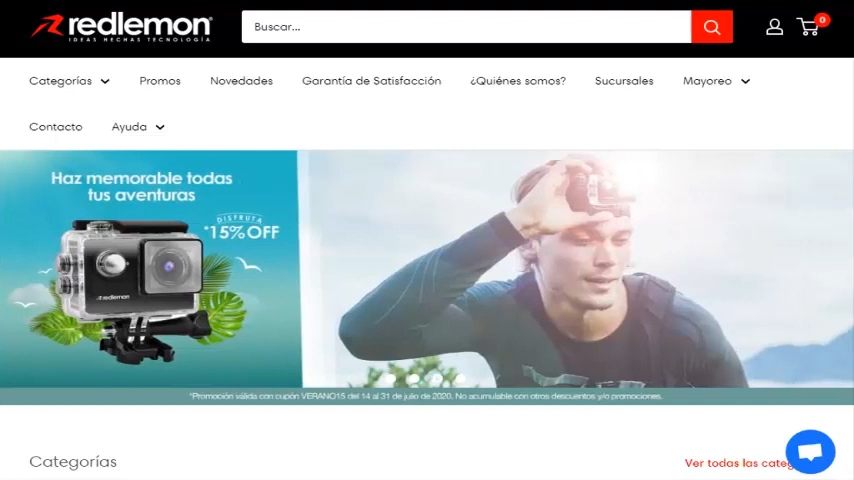 redlemon
IDEAS HECHAS TECNOLOGÍA
Buscar...
0
Categorías Promos Novedades Garantía de Satisfacción ¿Quiénes somos? Sucursales Mayoreo
Contacto Ayuda
Haz memorable todas
tus aventuras
DISFRUTA
*15%OFF
redlemon
*Promoción válida con cupón VERANO15 del 14 al 31 de julio de 2020. No acumulable con otros descuentos y/o promociones.
Categorías
Ver todas las categ